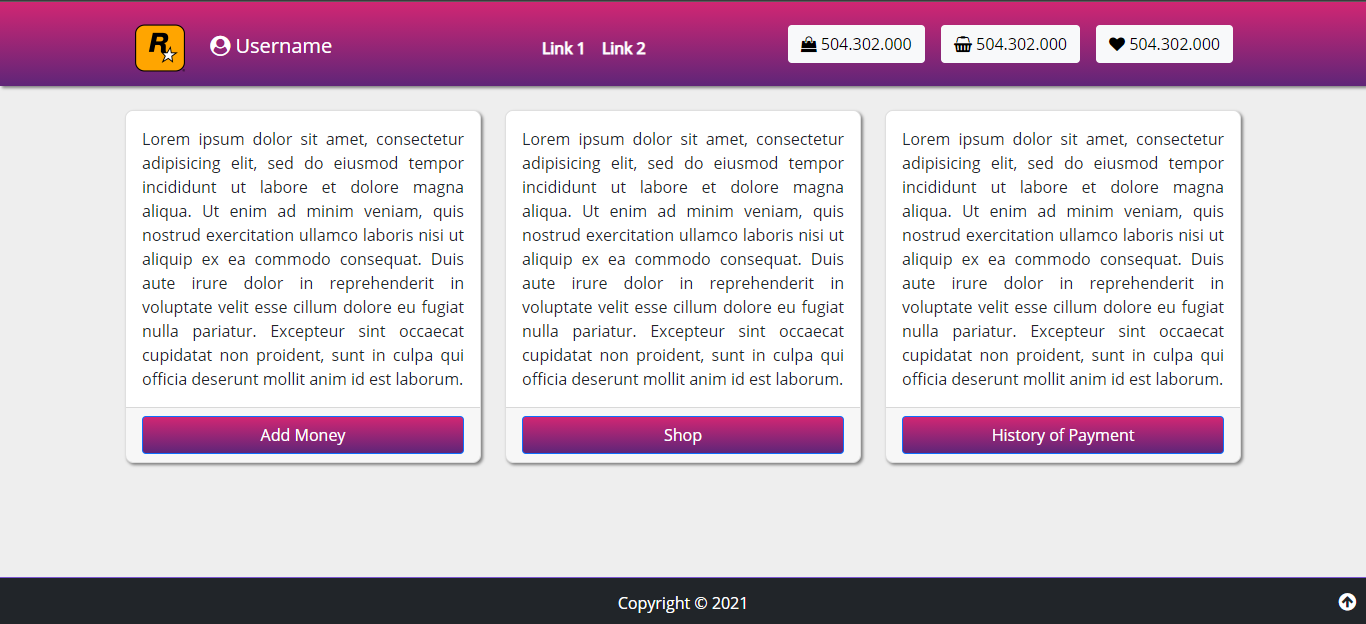 R Username Link 1 Link 2 504.302.000 504.302.000 504.302.000
Lorem ipsum dolor sit amet, consectetur
adipisicing elit, sed do eiusmod tempor
incididunt ut labore et dolore magna
aliqua. Ut enim ad minim veniam, quis
nostrud exercitation ullamco laboris nisi ut
aliquip ex ea commodo consequat. Duis
aute irure dolor in reprehenderit in
voluptate velit esse cillum dolore eu fugiat
nulla pariatur. Excepteur sint occaecat
cupidatat non proident, sunt in culpa qui
officia deserunt mollit anim id est laborum.
Add Money
Lorem ipsum dolor sit amet, consectetur
adipisicing elit, sed do eiusmod tempor
incididunt ut labore et dolore magna
aliqua. Ut enim ad minim veniam, quis
nostrud exercitation ullamco laboris nisi ut
aliquip ex ea commodo consequat. Duis
aute irure dolor in reprehenderit in
voluptate velit esse cillum dolore eu fugiat
nulla pariatur. Excepteur sint occaecat
cupidatat non proident, sunt in culpa qui
officia deserunt mollit anim id est laborum.
Shop
Lorem ipsum dolor sit amet, consectetur
adipisicing elit, sed do eiusmod tempor
incididunt ut labore et dolore magna
aliqua. Ut enim ad minim veniam, quis
nostrud exercitation ullamco laboris nisi ut
aliquip ex ea commodo consequat. Duis
aute irure dolor in reprehenderit in
voluptate velit esse cillum dolore eu fugiat
nulla pariatur. Excepteur sint occaecat
cupidatat non proident, sunt in culpa qui
officia deserunt mollit anim id est laborum.
History of Payment
Copyright © 2021